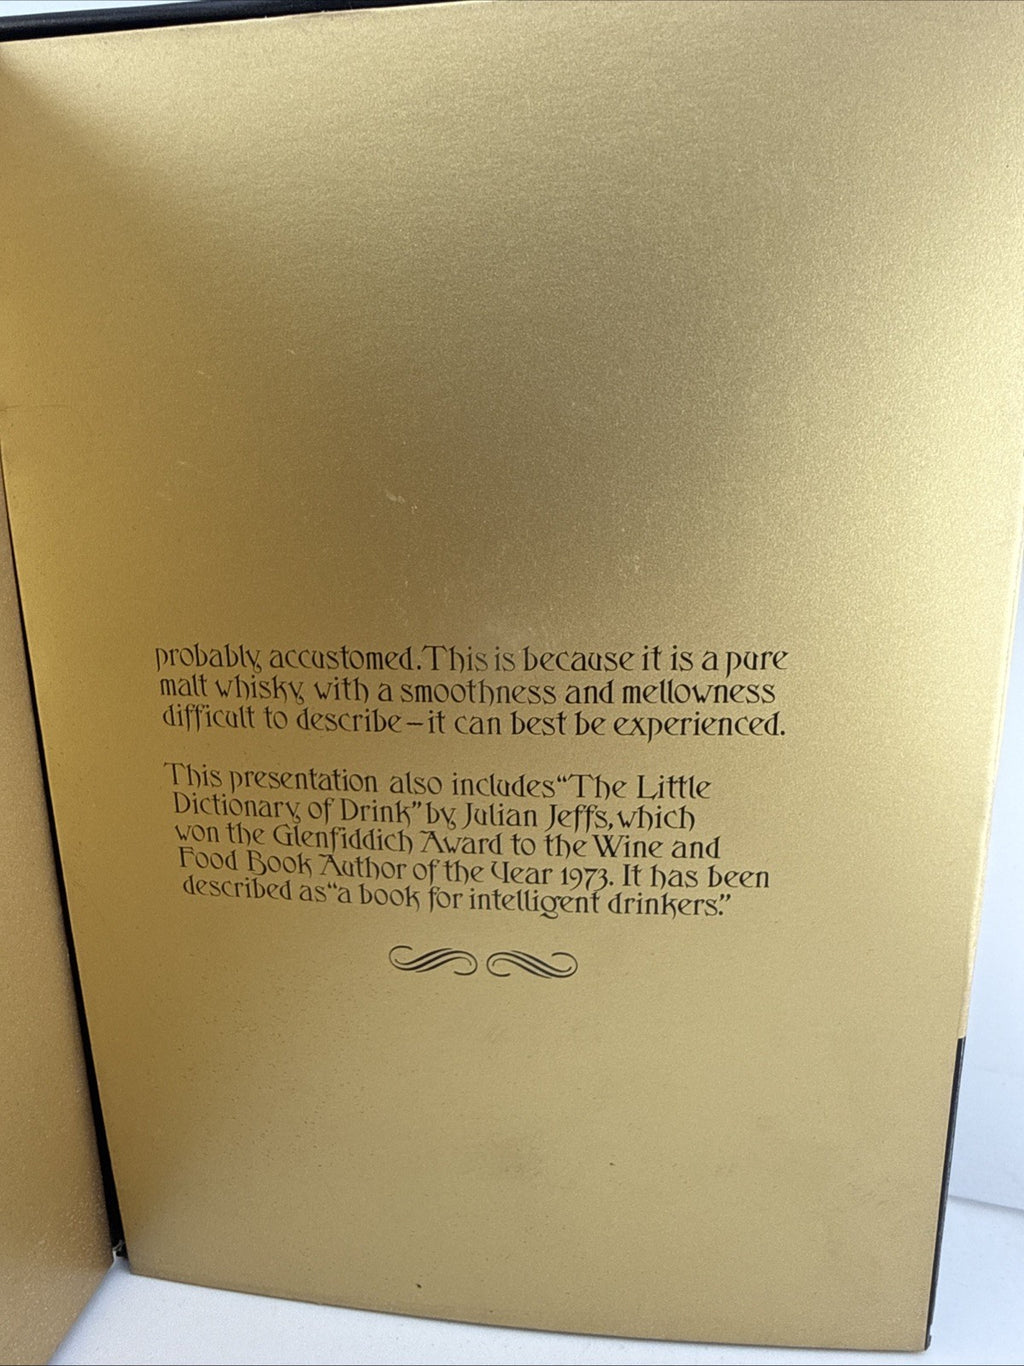 probably accustomed. This is because it is a pure
malt whisky with a smoothness and mellowness
difficult to describe – it can best be experienced.
This presentation also includes "The Little
Dictionary of Drink" by Julian Jeffs, which
won the Glenfiddich Award to the Wine and
Food Book Author of the Year 1973. It has been
described as "a book for intelligent drinkers."